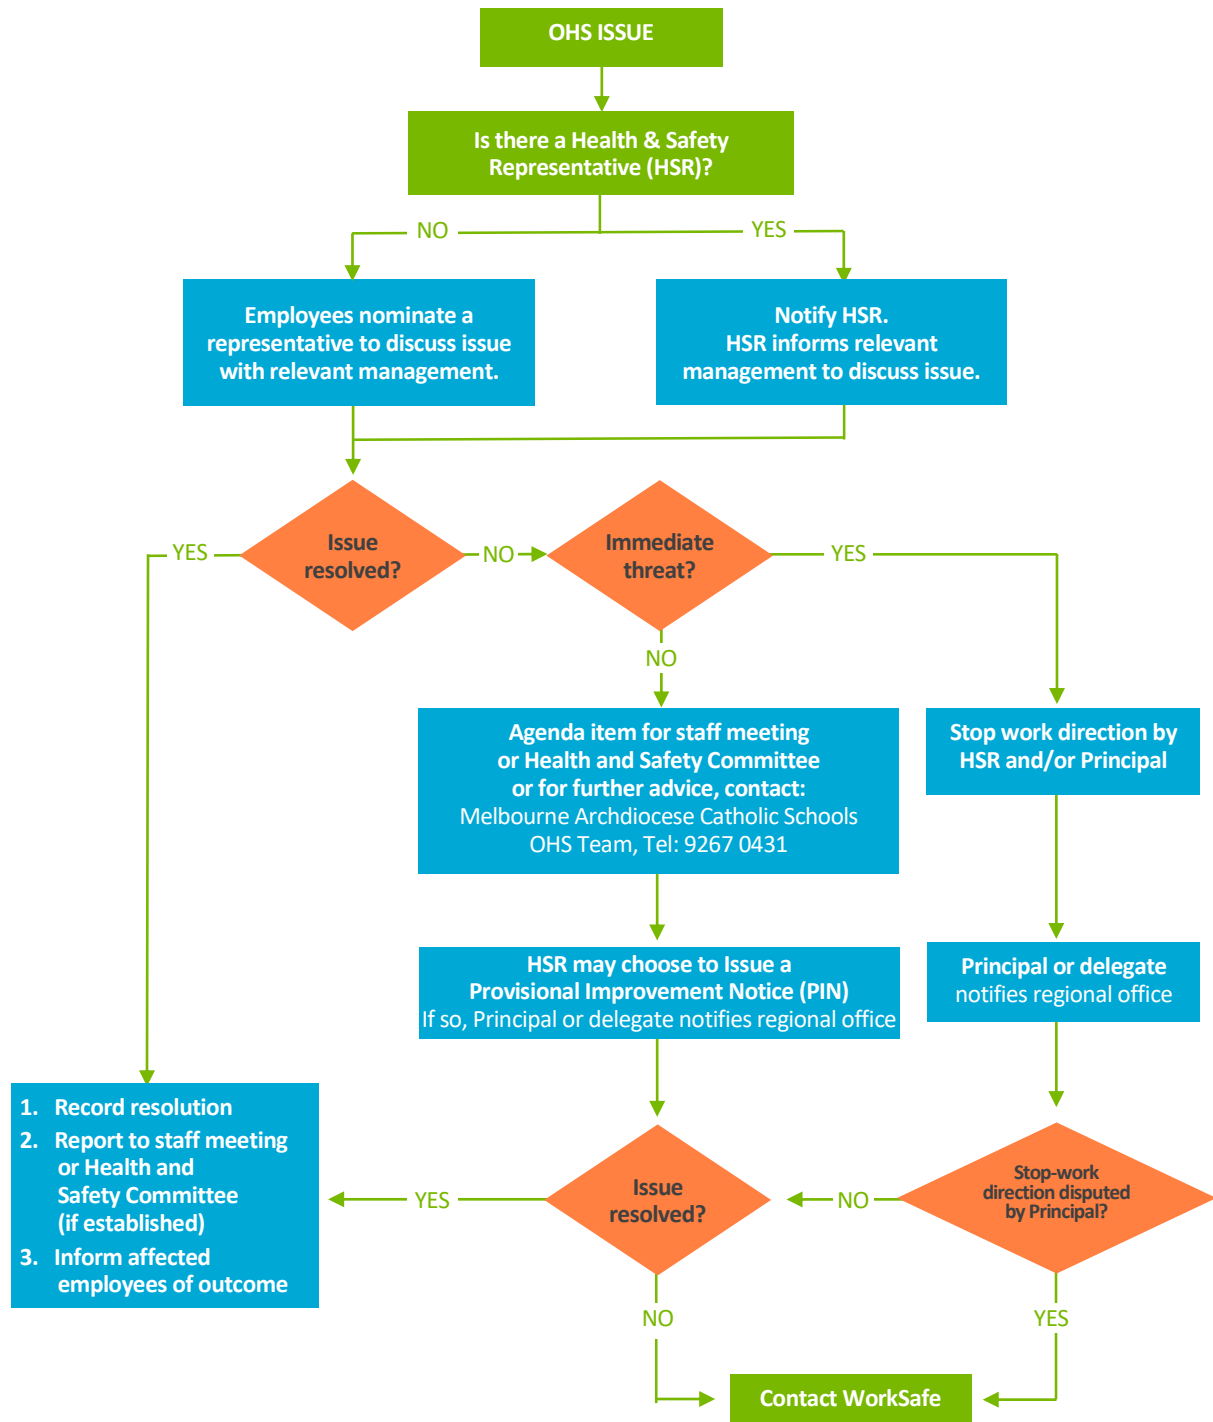 OHS ISSUE
Is there a Health & Safety
Representative (HSR)?
NO
YES
Employees nominate a
representative to discuss issue
with relevant management.
Notify HSR.
HSR informs relevant
management to discuss issue.
YES
Issue
resolved?
NO
Immediate
threat?
YES
NO
Agenda item for staff meeting
or Health and Safety Committee
or for further advice, contact:
Melbourne Archdiocese Catholic Schools
OHS Team, Tel: 9267 0431
Stop work direction by
HSR and/or Principal
HSR may choose to Issue a
Provisional Improvement Notice (PIN)
If so, Principal or delegate notifies regional office
Principal or delegate
notifies regional office
1. Record resolution
2. Report to staff meeting
or Health and
Safety Committee
(if established)
3. Inform affected
employees of outcome
YES
Issue
resolved?
NO
Stop-work
direction disputed
by Principal?
NO
YES
Contact WorkSafe